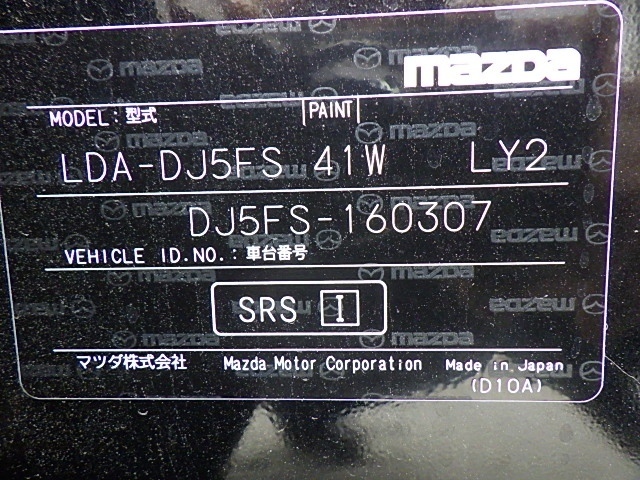 mazda
MODEL：型式 PAINT
LDA-DJ5FS 41W LY2
DJ5FS-160307
VEHICLE ID.NO.：車台番号
SRS I
マツダ株式会社 Mazda Motor Corporation Made in Japan
(D10A)